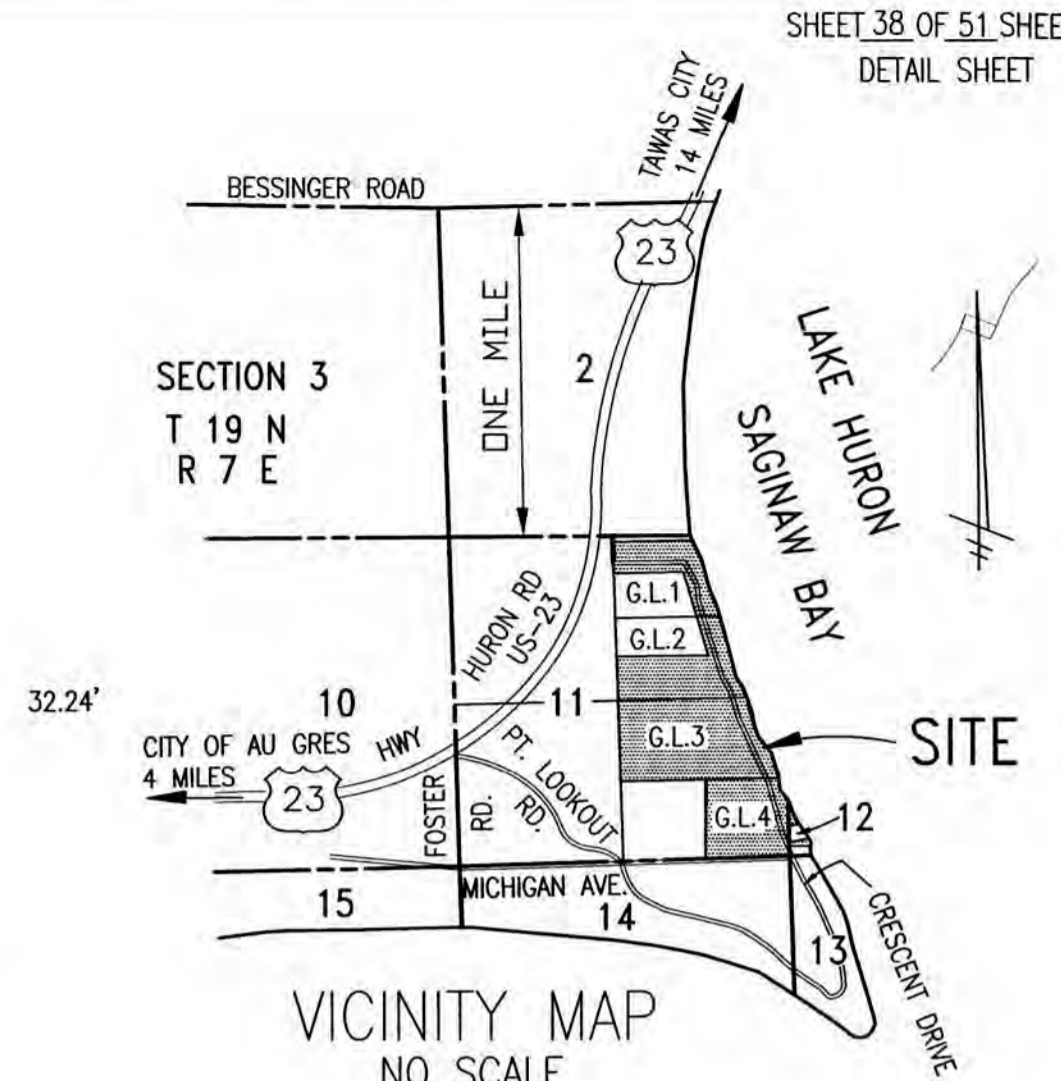 SHEET 38 OF 51 SHEE
DETAIL SHEET
TAWAS CITY
14 MILES
BESSINGER ROAD
23
ONE MILE
2
SECTION 3
T 19 N
R 7 E
LAKE HURON
SAGINAW BAY
HURON RD
US-23
G.L.1
G.L.2
32.24'
10
11
G.L.3
SITE
CITY OF AU GRES
4 MILES
HWY
23
PT. LOOKOUT
RD.
FOSTER
RD.
G.L.4
12
MICHIGAN AVE.
15
14
13
CRESCENT DRIVE
VICINITY MAP
NO SCALE